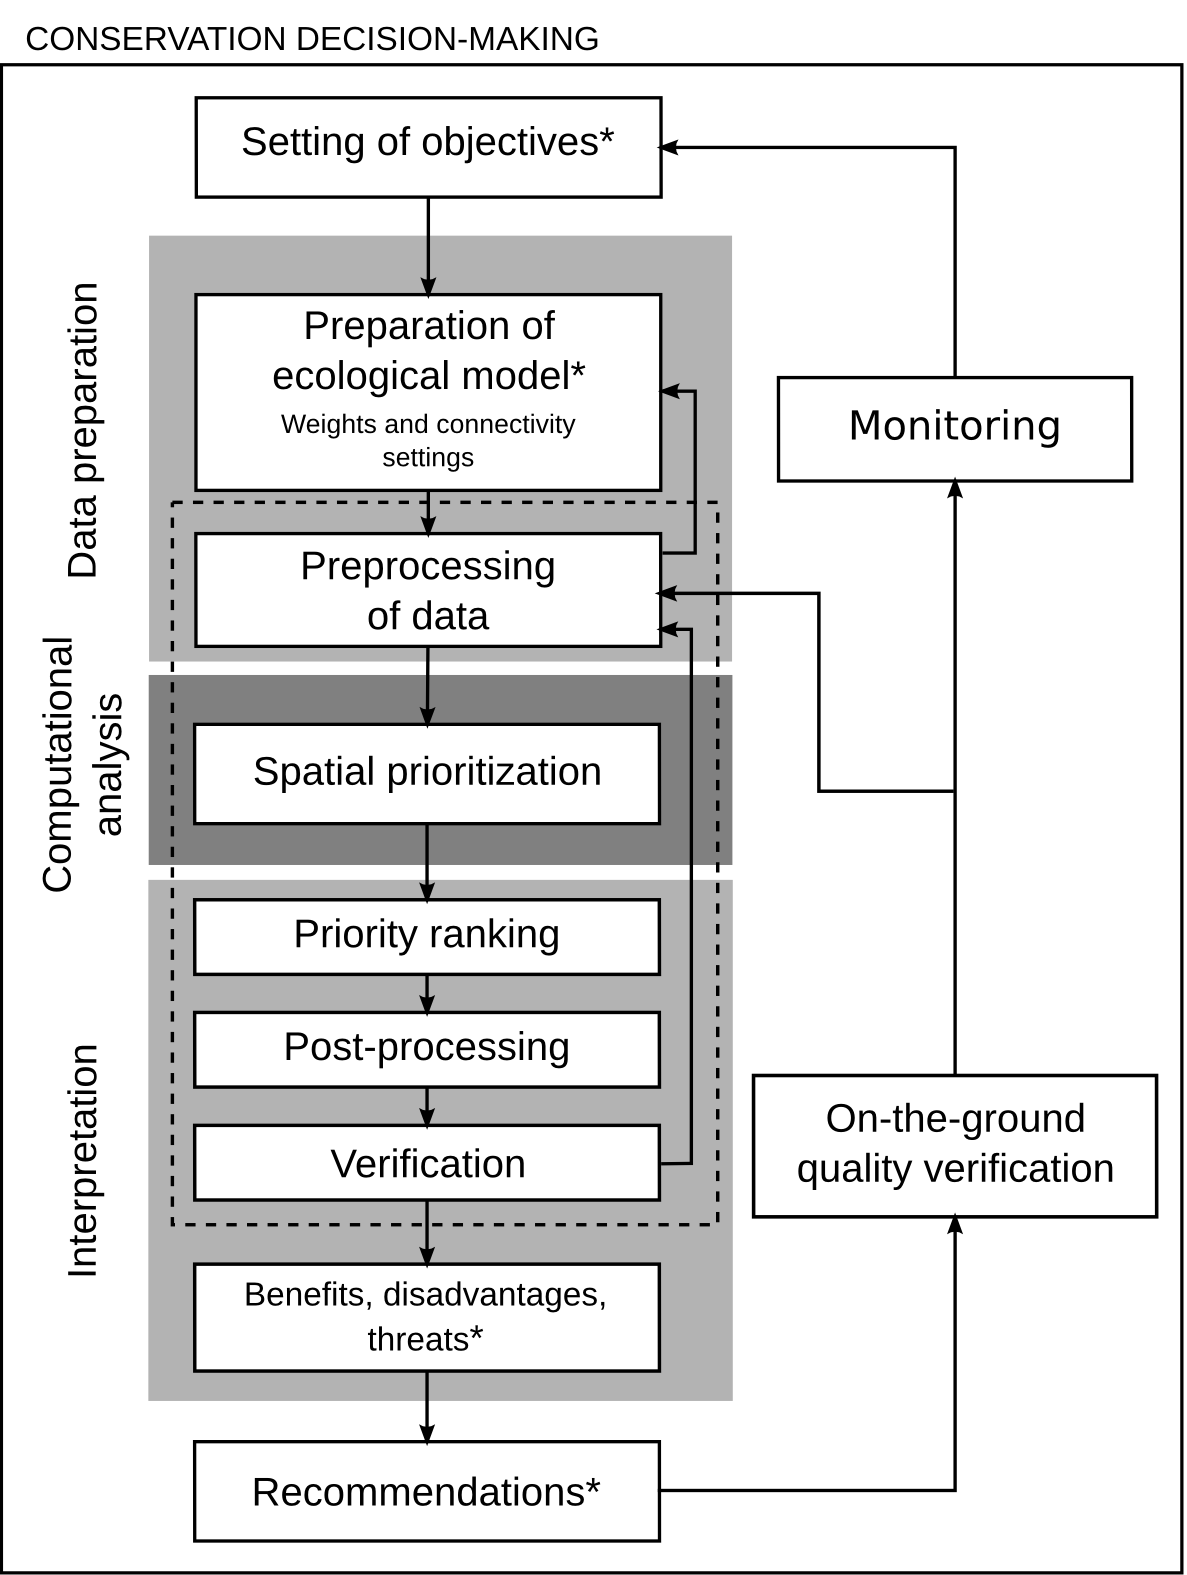 CONSERVATION DECISION-MAKING
Setting of objectives*
Data preparation
Preparation of
ecological model*
Weights and connectivity
settings
Monitoring
Preprocessing
of data
Computational
analysis
Spatial prioritization
Interpretation
Priority ranking
Post-processing
Verification
On-the-ground
quality verification
Benefits, disadvantages,
threats*
Recommendations*